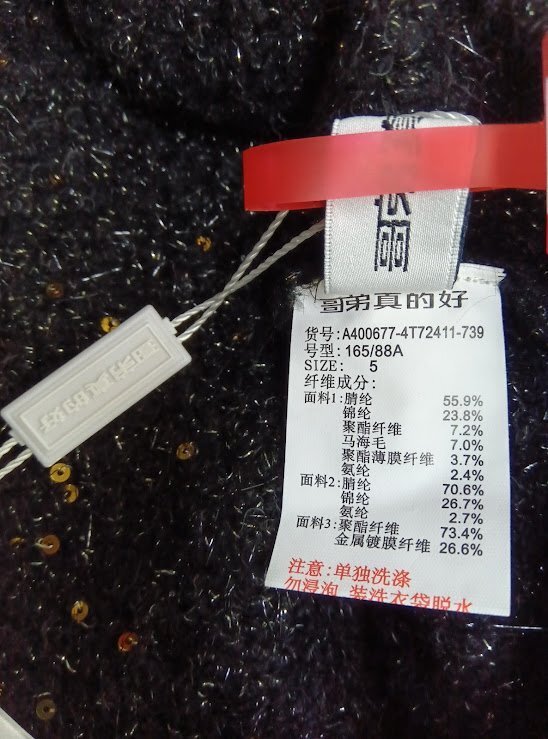 哥弟真的好
货号:A400677-4T72411-739
号型:165/88A
SIZE: 5
纤维成分:
面料1:腈纶 55.9%
锦纶 23.8%
聚酯纤维 7.2%
马海毛 7.0%
聚酯薄膜纤维 3.7%
氨纶 2.4%
面料2:腈纶 70.6%
锦纶 26.7%
氨纶 2.7%
面料3:聚酯纤维 73.4%
金属镀膜纤维 26.6%
注意:单独洗涤
勿浸泡 装洗衣袋脱水
哥弟真的好